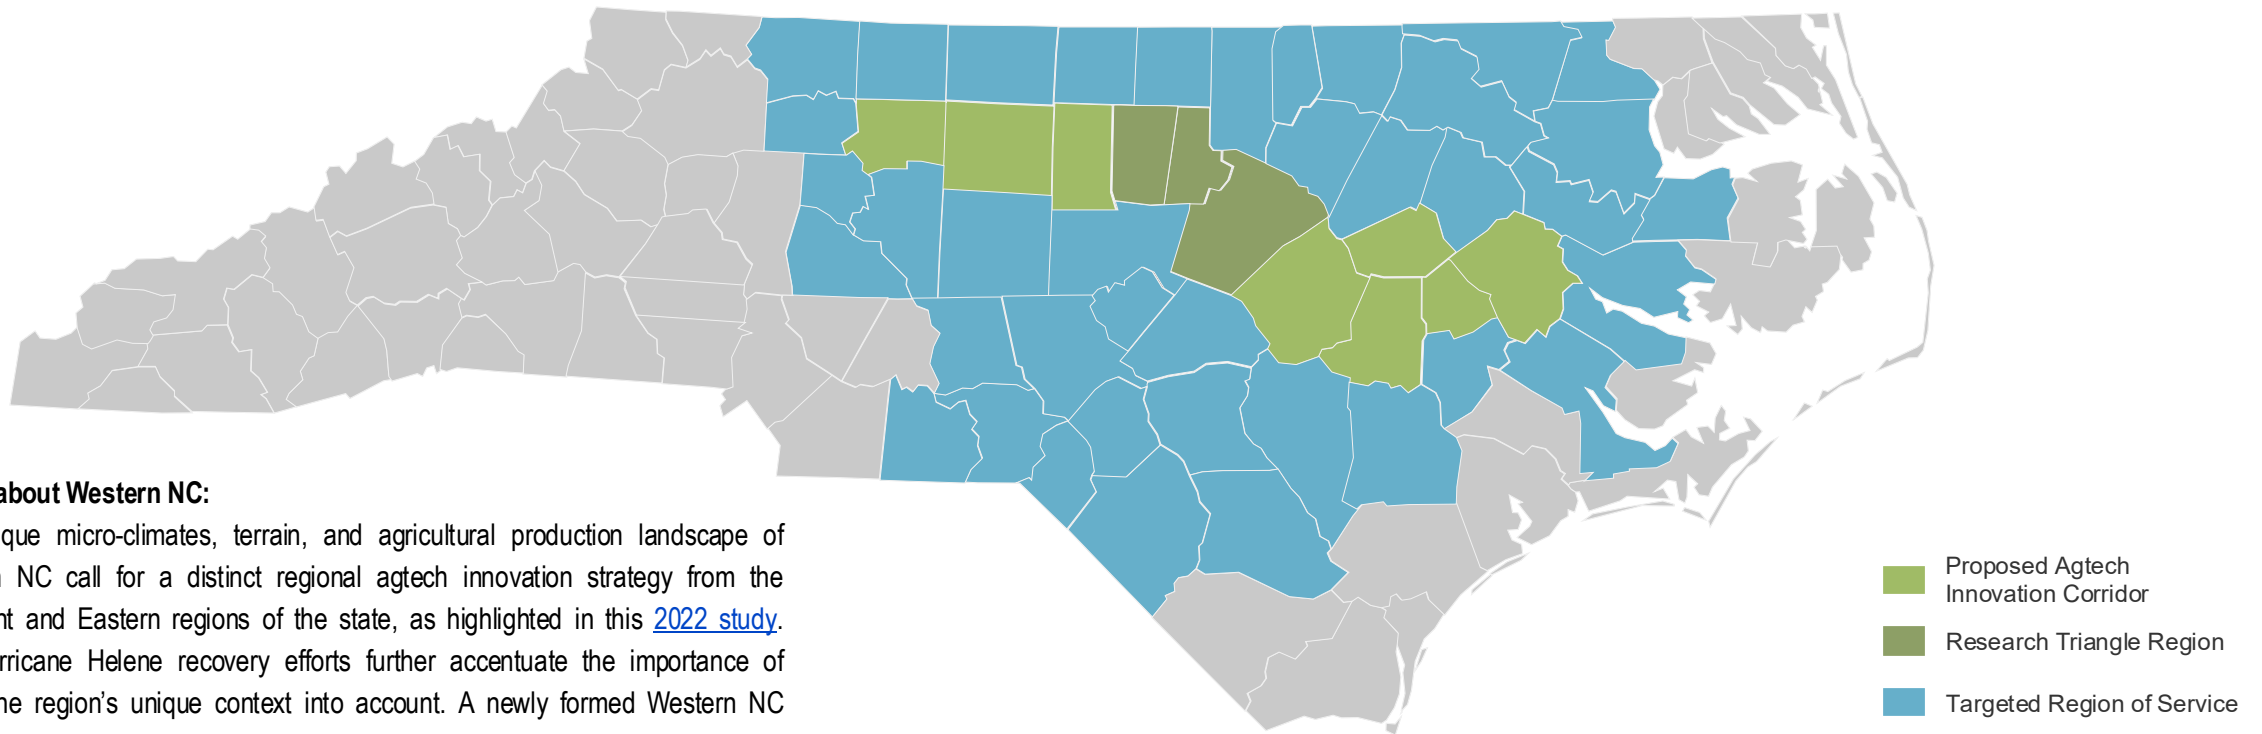 about Western NC:
que micro-climates, terrain, and agricultural production landscape of
NC call for a distinct regional agtech innovation strategy from the
nt and Eastern regions of the state, as highlighted in this 2022 study.
rricane Helene recovery efforts further accentuate the importance of
ne region’s unique context into account. A newly formed Western NC
Proposed Agtech
Innovation Corridor
Research Triangle Region
Targeted Region of Service